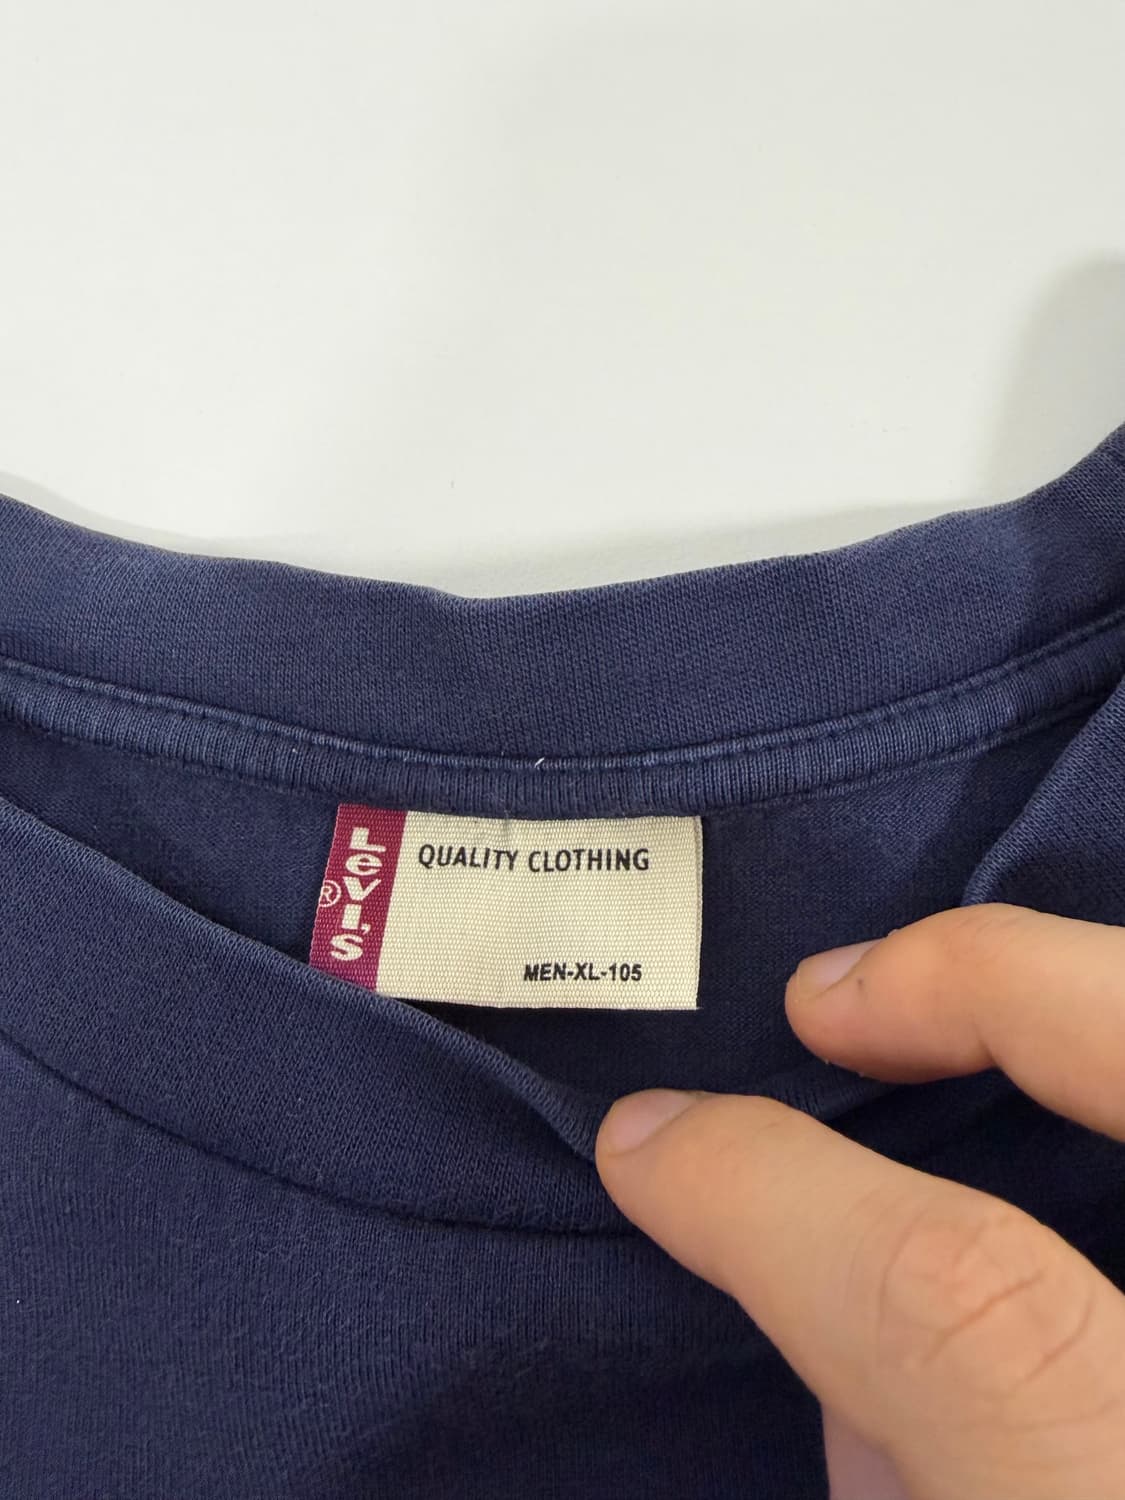 Levi's
®
QUALITY CLOTHING
MEN-XL-105